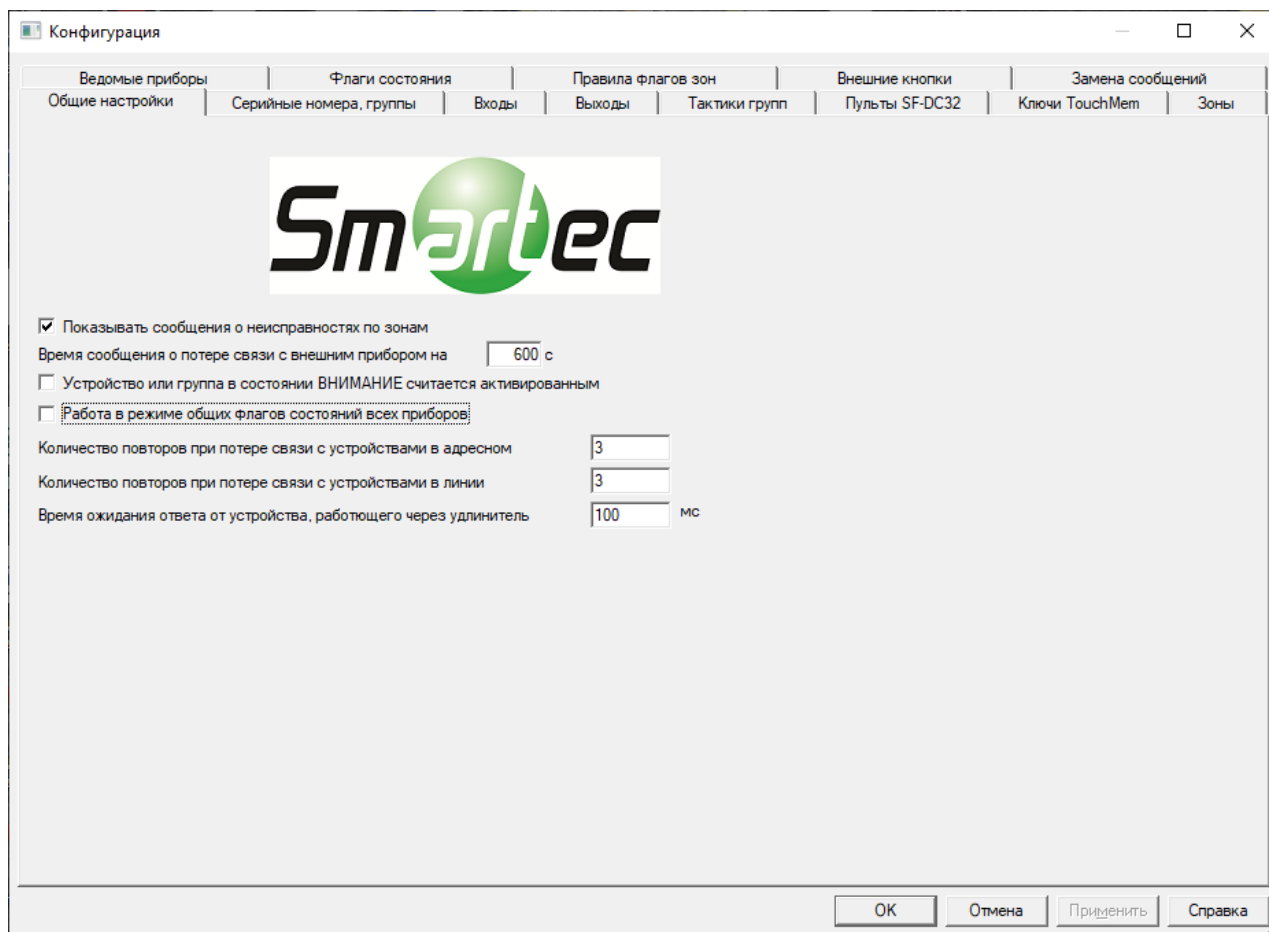 Конфигурация
Ведомые приборы Флаги состояния Правила флагов зон Внешние кнопки Замена сообщений
Общие настройки Серийные номера, группы Входы Выходы Тактики групп Пульты SF-DC32 Ключи TouchMem Зоны
Smartec
Показывать сообщения о неисправностях по зонам
Время сообщения о потере связи с внешним прибором на 600 с
Устройство или группа в состоянии ВНИМАНИЕ считается активированным
Работа в режиме общих флагов состояний всех приборов
Количество повторов при потере связи с устройствами в адресном 3
Количество повторов при потере связи с устройствами в линии 3
Время ожидания ответа от устройства, работющего через удлинитель 100 мс
OK Отмена Применить Справка